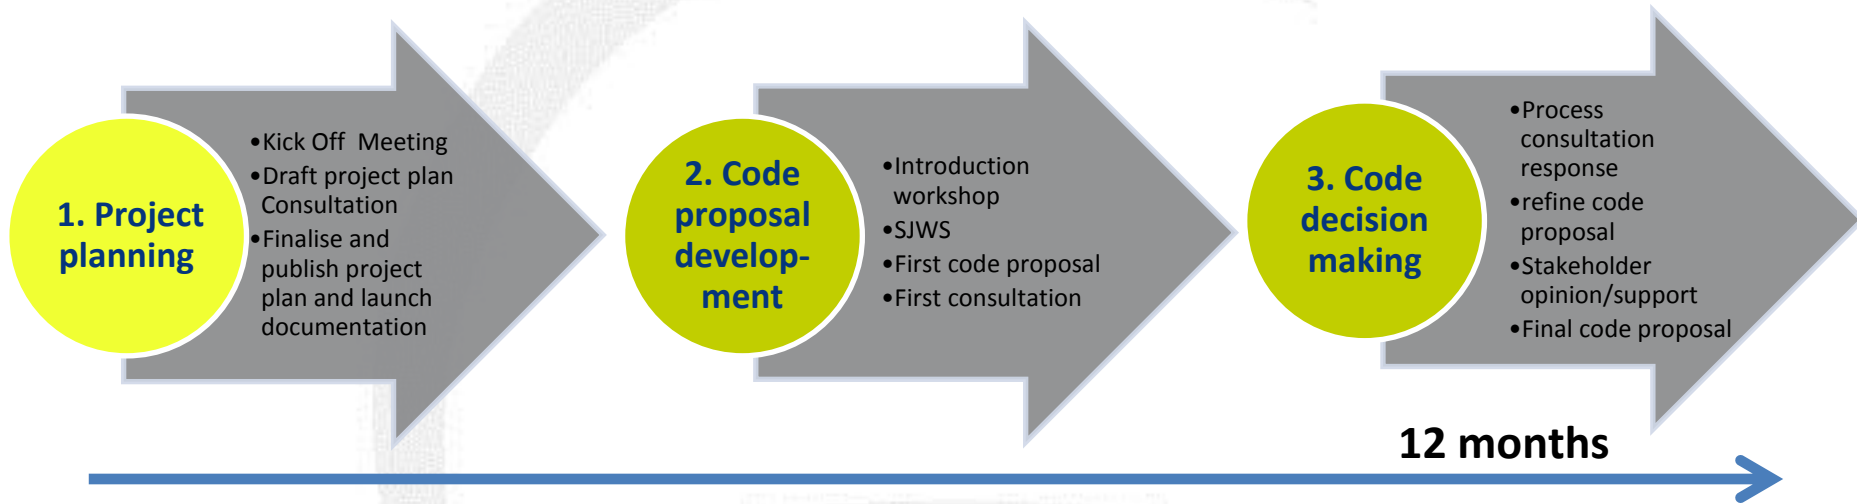 1. Project
planning
•Kick Off  Meeting
•Draft project plan
Consultation
•Finalise and
publish project
plan and launch
documentation
2. Code
proposal
develop-
ment
•Introduction
workshop
•SJWS
•First code proposal
•First consultation
3. Code
decision
making
•Process
consultation
response
•refine code
proposal
•Stakeholder
opinion/support
•Final code proposal
12 months